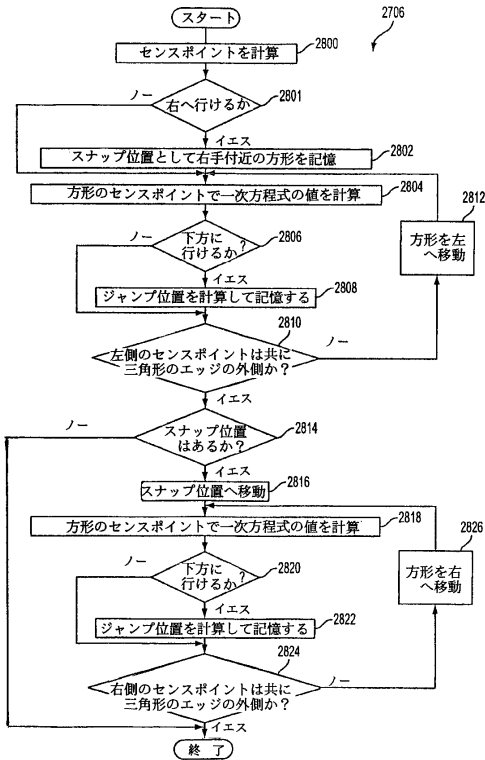 スタート
2706
2800
センスポイントを計算
ノー
右へ行けるか
2801
イエス
スナップ位置として右手付近の方形を記憶
2802
方形のセンスポイントで一次方程式の値を計算
2804
2812
方形を左
へ移動
ノー
下方に
行けるか?
2806
イエス
ジャンプ位置を計算して記憶する
2808
2810
左側のセンスポイントは共に
三角形のエッジの外側か?
ノー
イエス
ノー
スナップ位置
はあるか?
2814
イエス
2816
スナップ位置へ移動
方形のセンスポイントで一次方程式の値を計算
2818
2826
方形を右
へ移動
ノー
下方に
行けるか?
2820
イエス
ジャンプ位置を計算して記憶する
2822
2824
右側のセンスポイントは共に
三角形のエッジの外側か?
ノー
イエス
終了